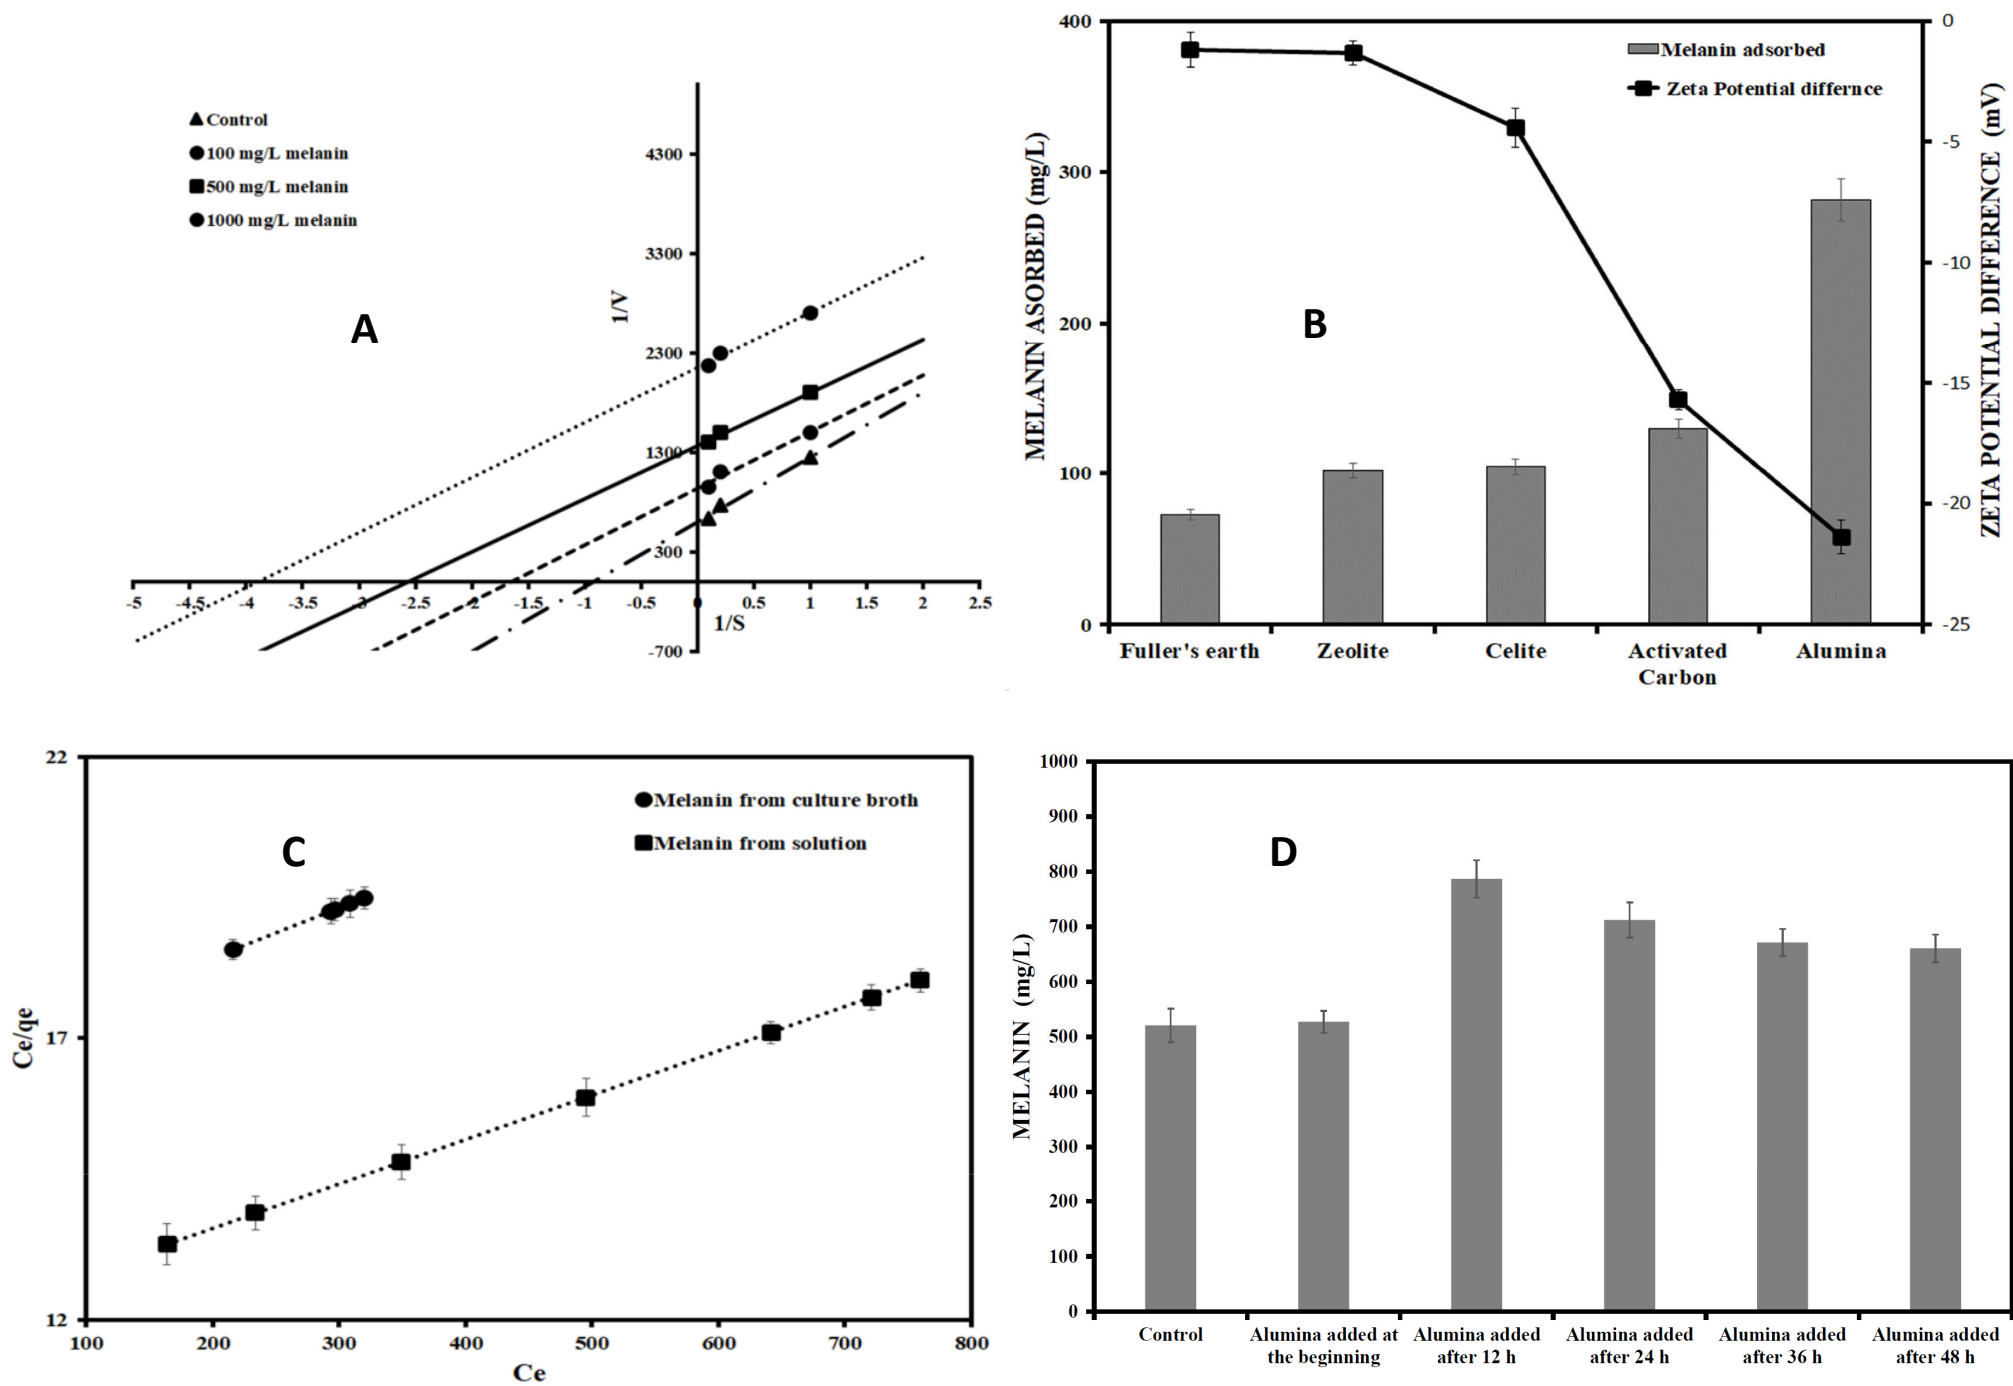 Control
100 mg/L melanin
500 mg/L melanin
1000 mg/L melanin
A
1/V
4300
3300
2300
1300
300
-700
-5 -4.5 -4 -3.5 -3 -2.5 -2 -1.5 -1 -0.5 0 0.5 1 1.5 2 2.5
1/S
MELANIN ASORBED (mg/L)
400
300
200
100
0
Melanin adsorbed
Zeta Potential differnce
B
0
-5
-10
-15
-20
-25
ZETA POTENTIAL DIFFERENCE (mV)
Fuller's earth Zeolite Celite Activated Alumina
Carbon
Ce/qe
22
17
12
Melanin from culture broth
Melanin from solution
C
100 200 300 400 500 600 700 800
Ce
MELANIN (mg/L)
1000
900
800
700
600
500
400
300
200
100
0
D
Control Alumina added at Alumina added Alumina added Alumina added Alumina added
the beginning after 12 h after 24 h after 36 h after 48 h